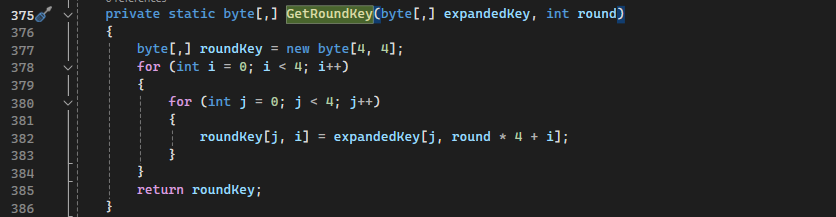 375 private static byte[,] GetRoundKey(byte[,] expandedKey, int round)
376 {
377 byte[,] roundKey = new byte[4, 4];
378 for (int i = 0; i < 4; i++)
379 {
380 for (int j = 0; j < 4; j++)
381 {
382 roundKey[j, i] = expandedKey[j, round * 4 + i];
383 }
384 }
385 return roundKey;
386 }